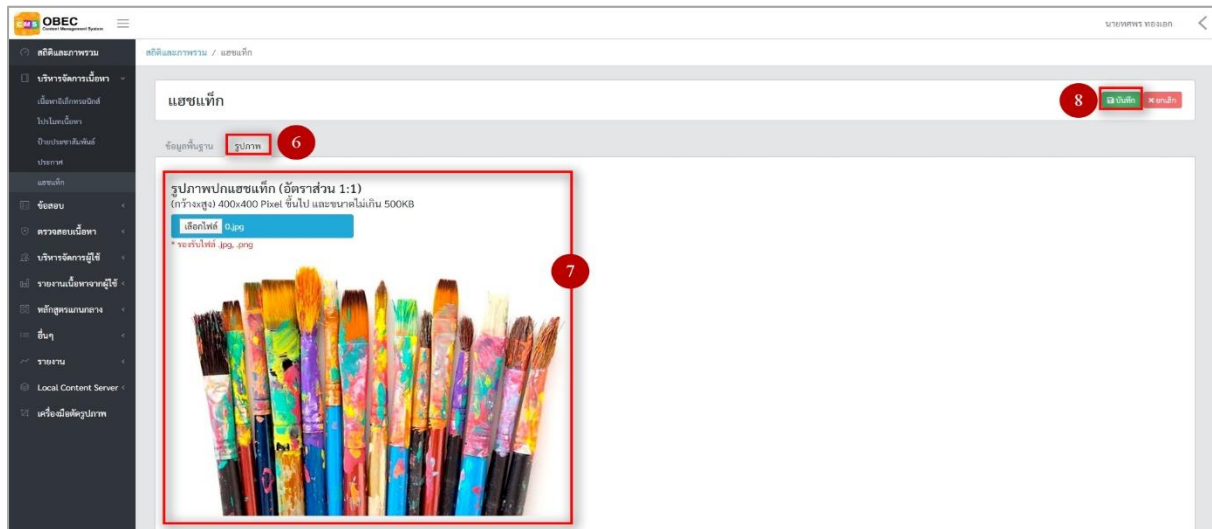 CMS OBEC
Content Management System
นายทศพร ทองเอก
สถิติและภาพรวม
สถิติและภาพรวม / แฮชแท็ก
บริหารจัดการเนื้อหา
เนื้อหาอิเล็กทรอนิกส์
โปรโมทเนื้อหา
ป้ายประชาสัมพันธ์
ประกาศ
แฮชแท็ก
ข้อสอบ
ตรวจสอบเนื้อหา
บริหารจัดการผู้ใช้
รายงานเนื้อหาจากผู้ใช้
หลักสูตรแกนกลาง
อื่นๆ
รายงาน
Local Content Server
เครื่องมือตัดรูปภาพ
แฮชแท็ก
8 บันทึก ยกเลิก
ข้อมูลพื้นฐาน รูปภาพ 6
รูปภาพปกแฮชแท็ก (อัตราส่วน 1:1)
(กว้างxสูง) 400x400 Pixel ขึ้นไป และขนาดไม่เกิน 500KB
เลือกไฟล์ 0.jpg
* รองรับไฟล์ .jpg, .png
7